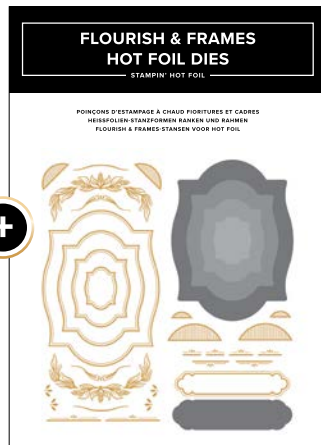 FLOURISH & FRAMES
HOT FOIL DIES
STAMPIN' HOT FOIL
POINÇONS D'ESTAMPAGE À CHAUD FIORITURES ET CADRES
HEISSFOLIEN-STANZFORMEN RANKEN UND RAHMEN
FLOURISH & FRAMES-STANSEN VOOR HOT FOIL
+